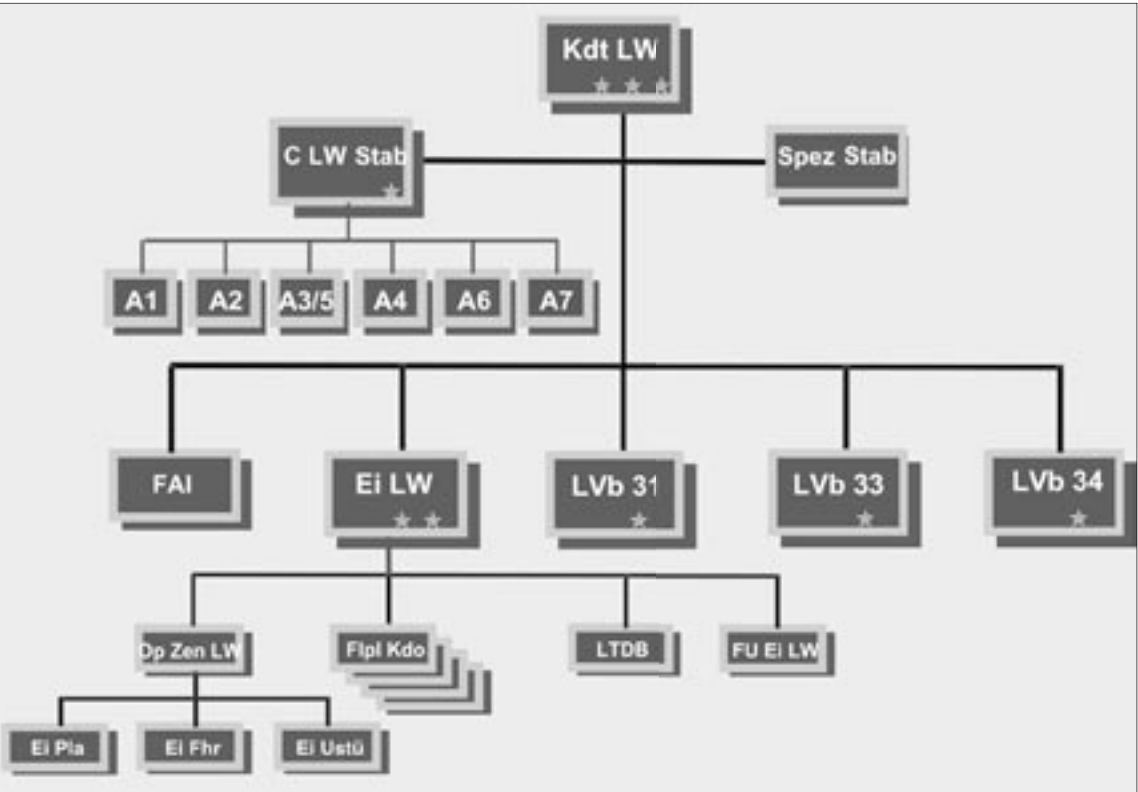 Kdt LW
C LW Stab
Spez Stab
A1
A2
A3/5
A4
A6
A7
FAI
Ei LW
LVb 31
LVb 33
LVb 34
Op Zen LW
Flpl Kdo
LTDB
FU Ei LW
Ei Pla
Ei Fhr
Ei Ustü